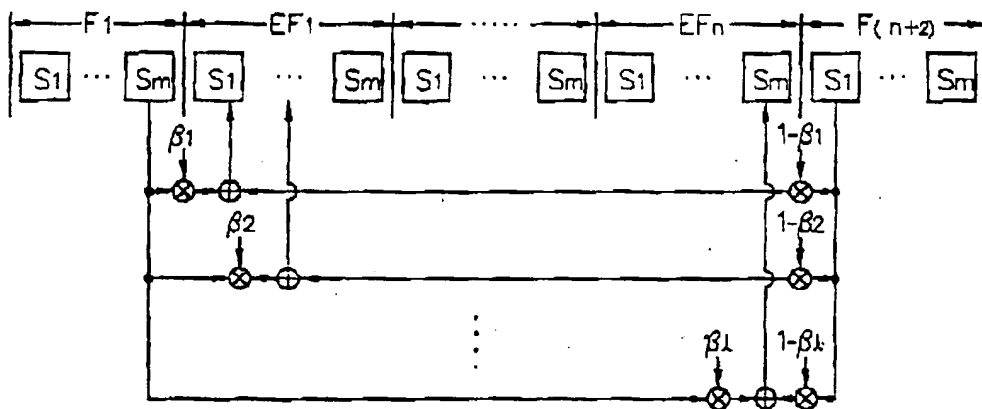 F1 EF1 ····· EFn F(n+2)
S1 ··· Sm S1 ··· Sm S1 ··· Sm S1 ··· Sm S1 ··· Sm
β1 1-β1
β2 1-β2
βl 1-βl